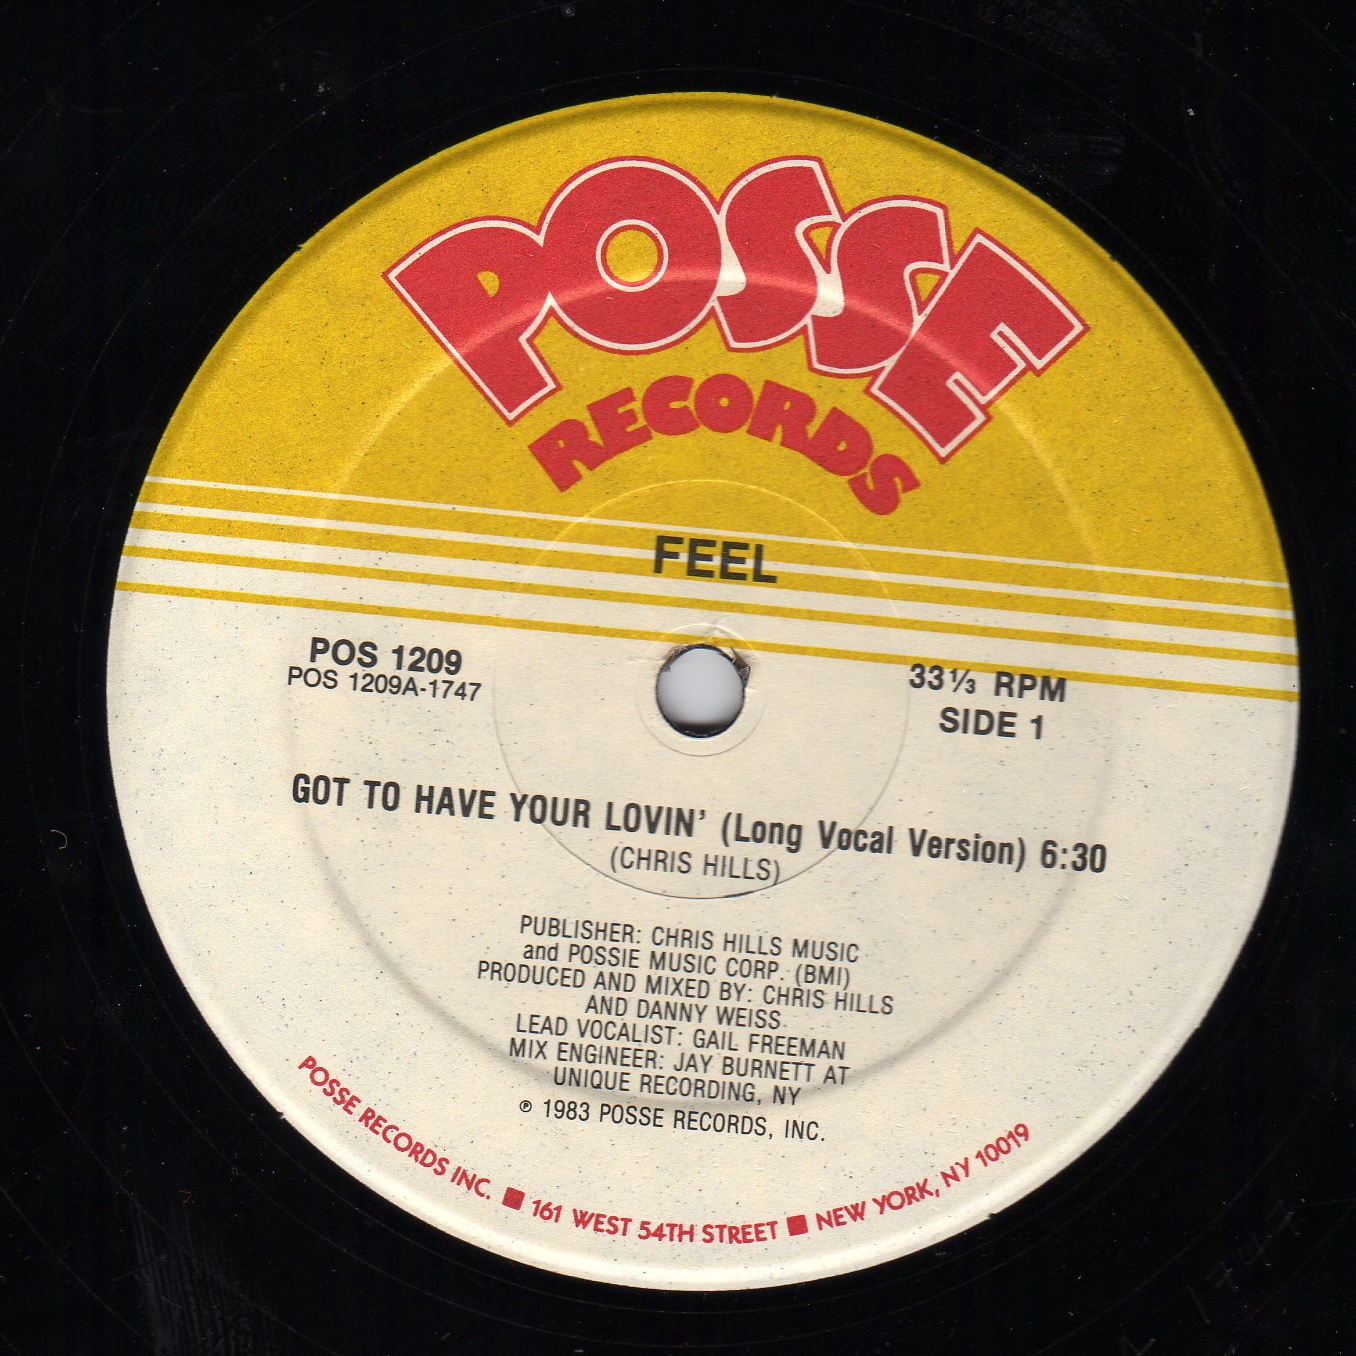 POSSE
RECORDS
FEEL
POS 1209
POS 1209A-1747
33⅓ RPM
SIDE 1
GOT TO HAVE YOUR LOVIN' (Long Vocal Version) 6:30
(CHRIS HILLS)
PUBLISHER: CHRIS HILLS MUSIC
and POSSIE MUSIC CORP. (BMI)
PRODUCED AND MIXED BY: CHRIS HILLS
AND DANNY WEISS
LEAD VOCALIST: GAIL FREEMAN
MIX ENGINEER: JAY BURNETT AT
UNIQUE RECORDING, NY
℗ 1983 POSSE RECORDS, INC.
POSSE RECORDS INC. ■ 161 WEST 54TH STREET ■ NEW YORK, NY 10019